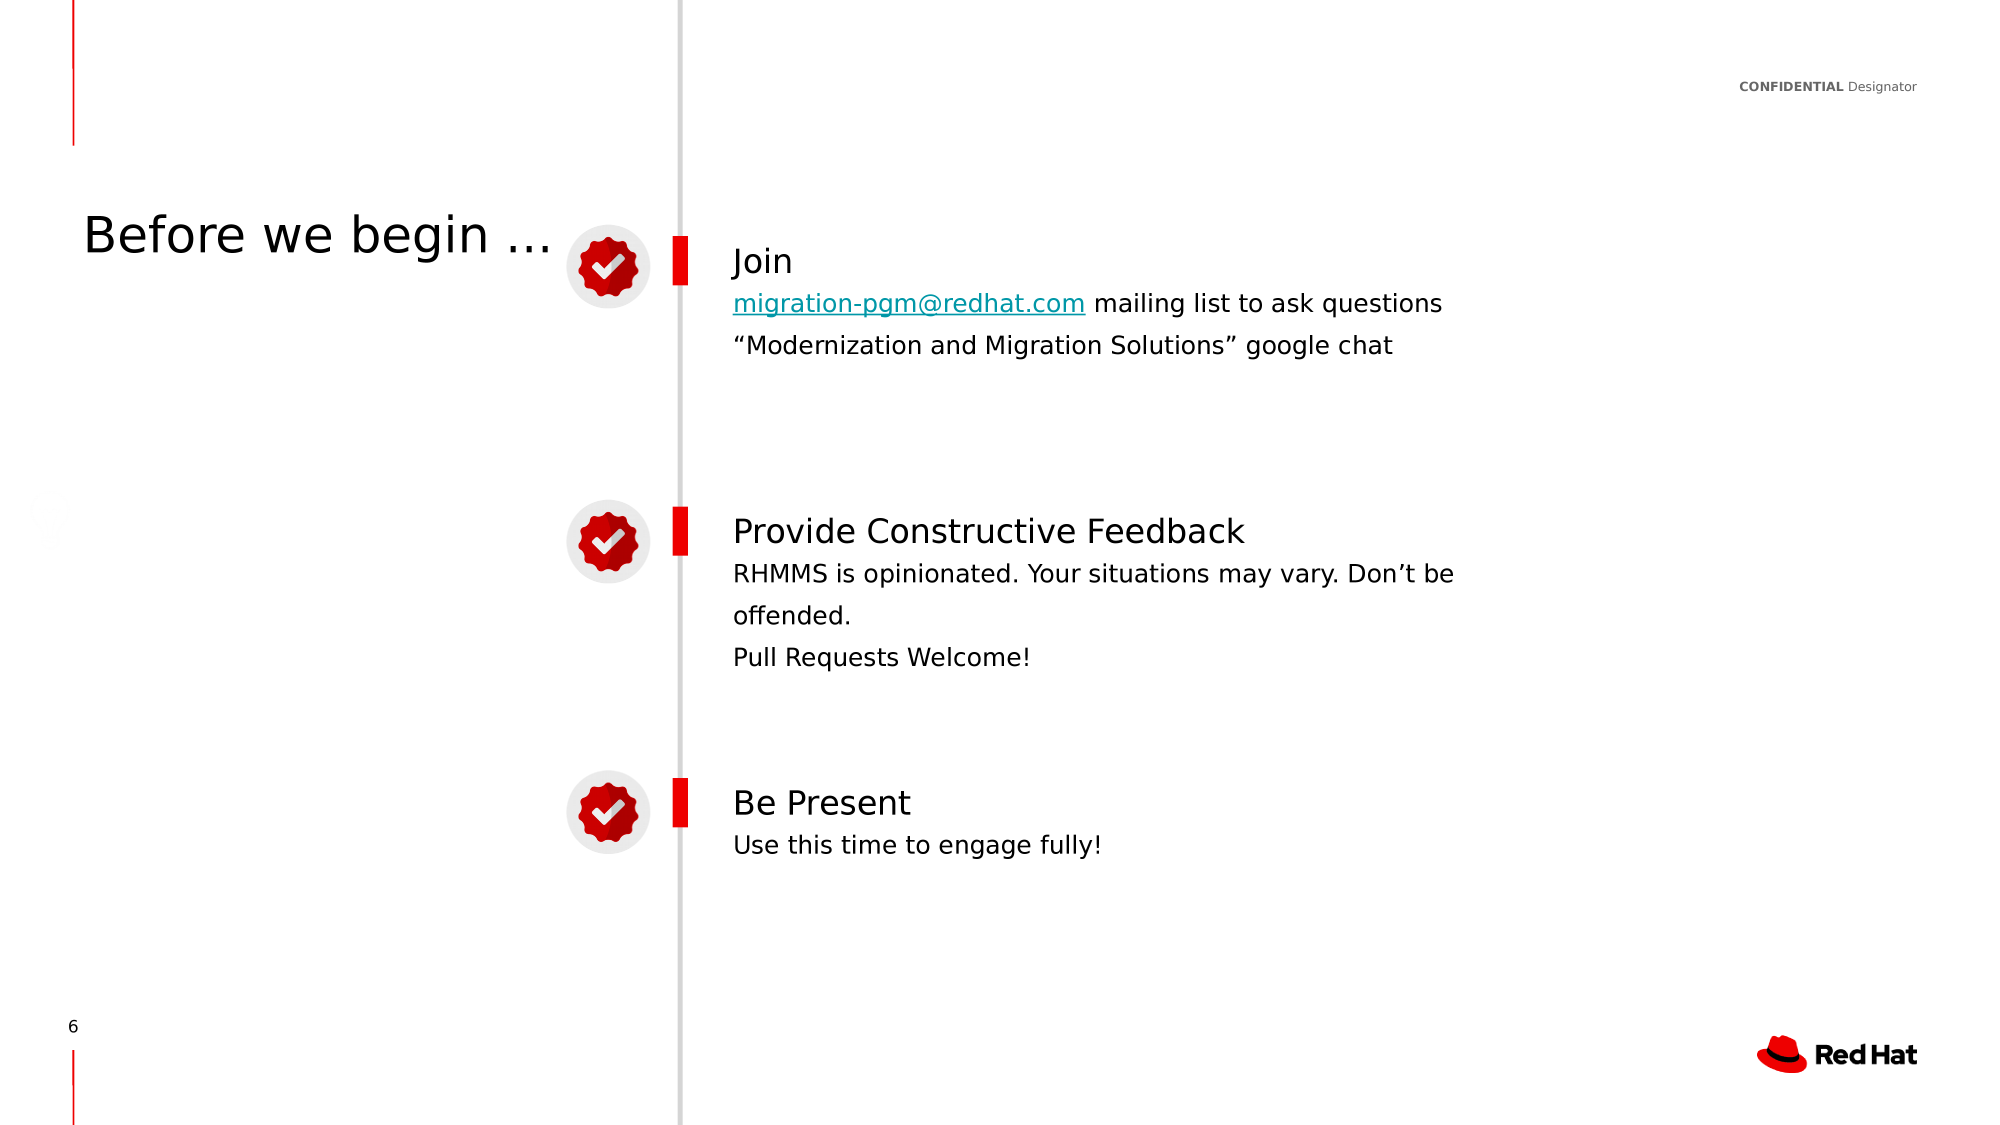 CONFIDENTIAL Designator
Before we begin ...
Join
migration-pgm@redhat.com mailing list to ask questions
“Modernization and Migration Solutions” google chat
Provide Constructive Feedback
RHMMS is opinionated. Your situations may vary. Don’t be
offended.
Pull Requests Welcome!
Be Present
Use this time to engage fully!
6
Red Hat